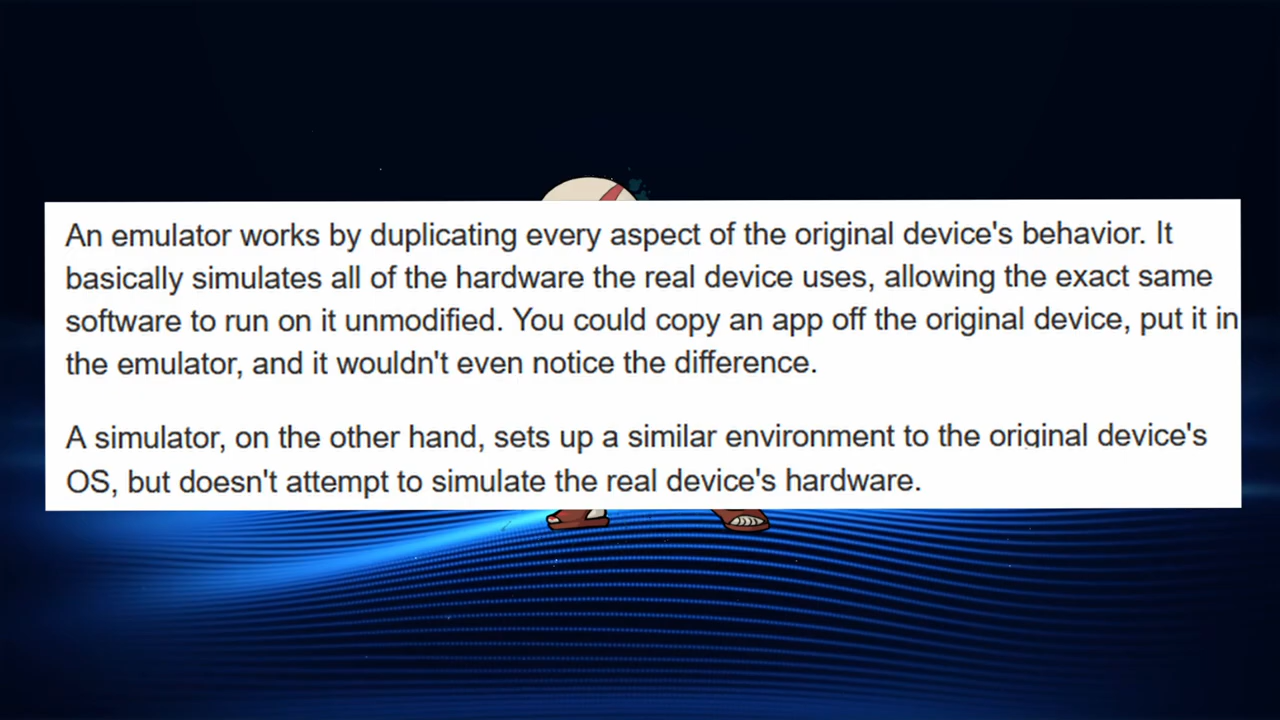 An emulator works by duplicating every aspect of the original device's behavior. It
basically simulates all of the hardware the real device uses, allowing the exact same
software to run on it unmodified. You could copy an app off the original device, put it in
the emulator, and it wouldn't even notice the difference.
A simulator, on the other hand, sets up a similar environment to the original device's
OS, but doesn't attempt to simulate the real device's hardware.